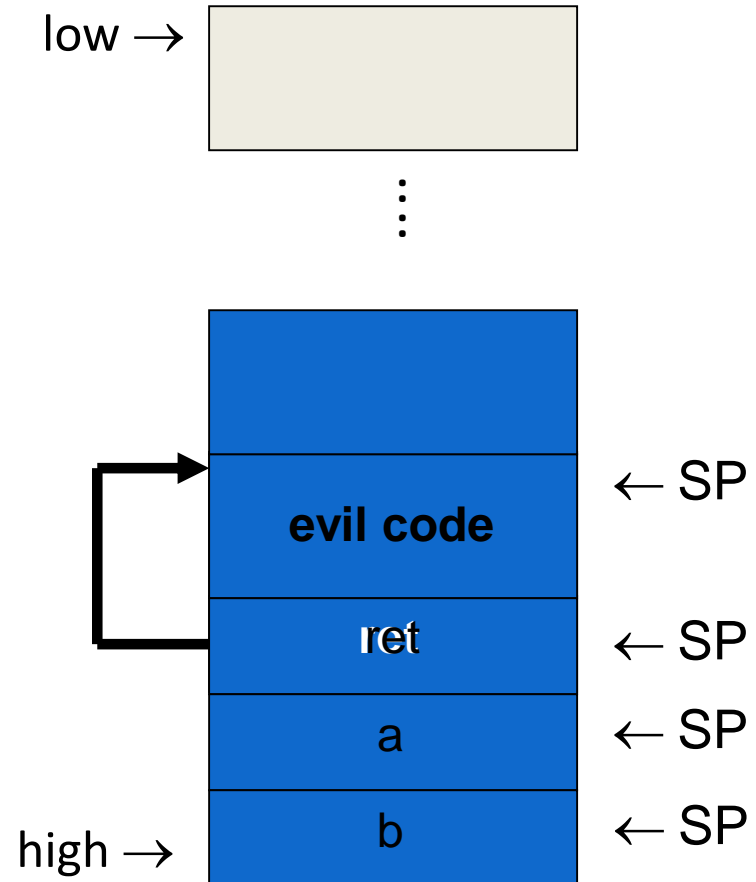 low →
⋮
evil code ← SP
ret ← SP
a ← SP
high → b ← SP